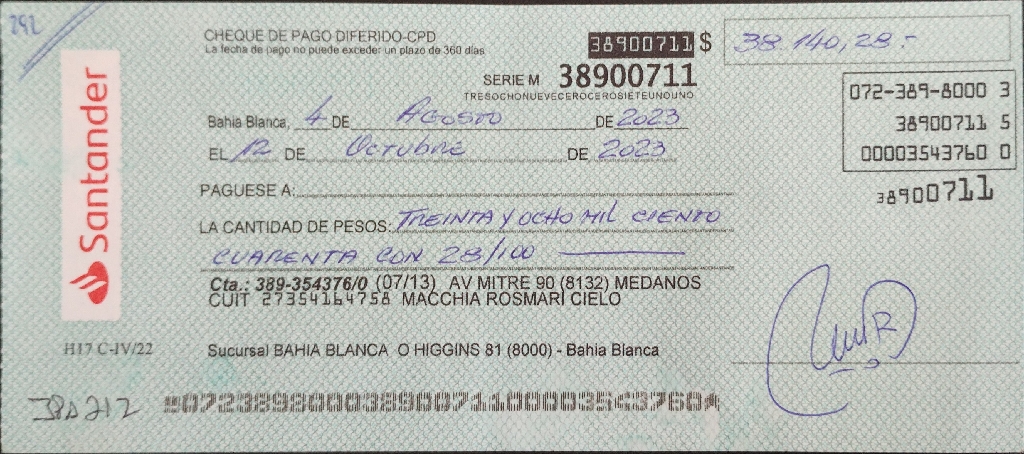 292
CHEQUE DE PAGO DIFERIDO-CPD
La fecha de pago no puede exceder un plazo de 360 días
38900711 $ 38.140,28.-
SERIE M 38900711
TRESOCHONUEVECEROCEROSIETEUNOUNO
072-389-8000 3
38900711 5
00003543760 0
38900711
Bahia Blanca, 4 DE Agosto DE 2023
EL 12 DE Octubre DE 2023
PAGUESE A:
LA CANTIDAD DE PESOS: TREINTA Y OCHO MIL CIENTO
CUARENTA CON 28/100
Cta.: 389-354376/0 (07/13) AV MITRE 90 (8132) MEDANOS
CUIT 27354164758 MACCHIA ROSMARI CIELO
Santander
H17 C-IV/22
Sucursal BAHIA BLANCA O HIGGINS 81 (8000) - Bahia Blanca
07238980003890071100003543760